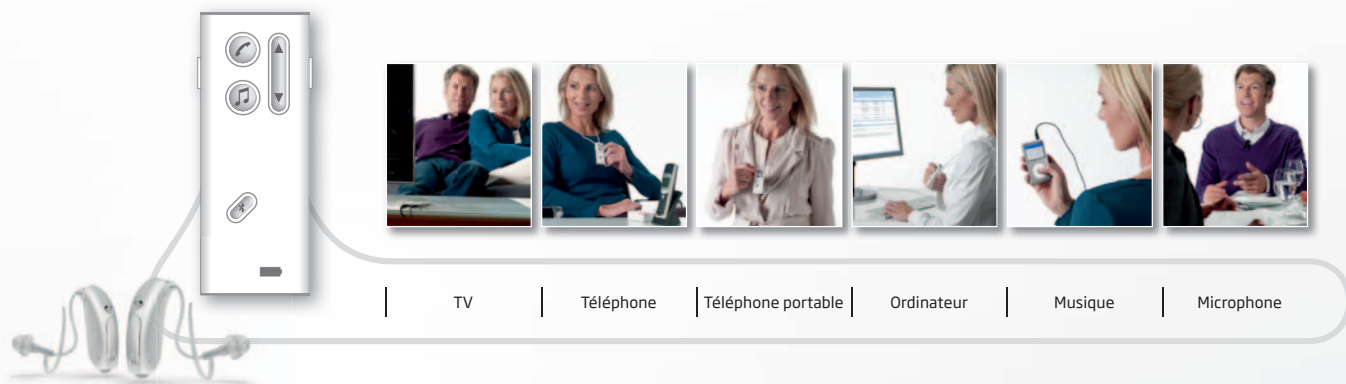 TV
Téléphone
Téléphone portable
Ordinateur
Musique
Microphone